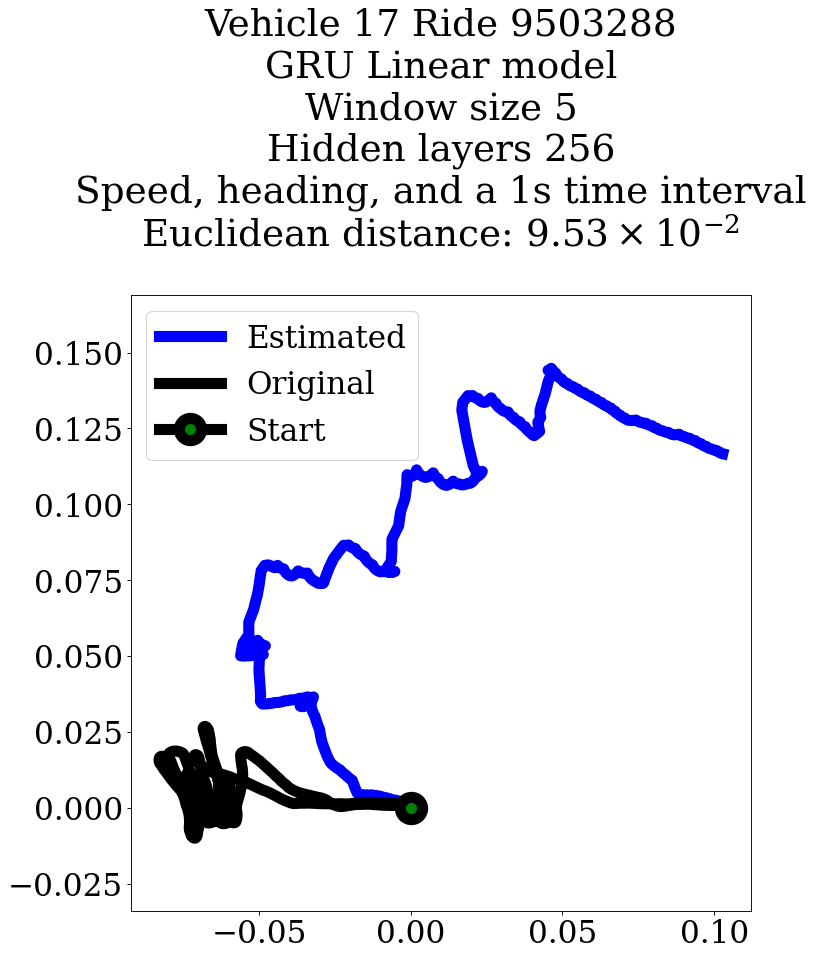 Vehicle 17 Ride 9503288
GRU Linear model
Window size 5
Hidden layers 256
Speed, heading, and a 1s time interval
Euclidean distance: 9.53 × 10⁻²
Estimated
Original
Start
0.150
0.125
0.100
0.075
0.050
0.025
0.000
−0.025
−0.05 0.00 0.05 0.10